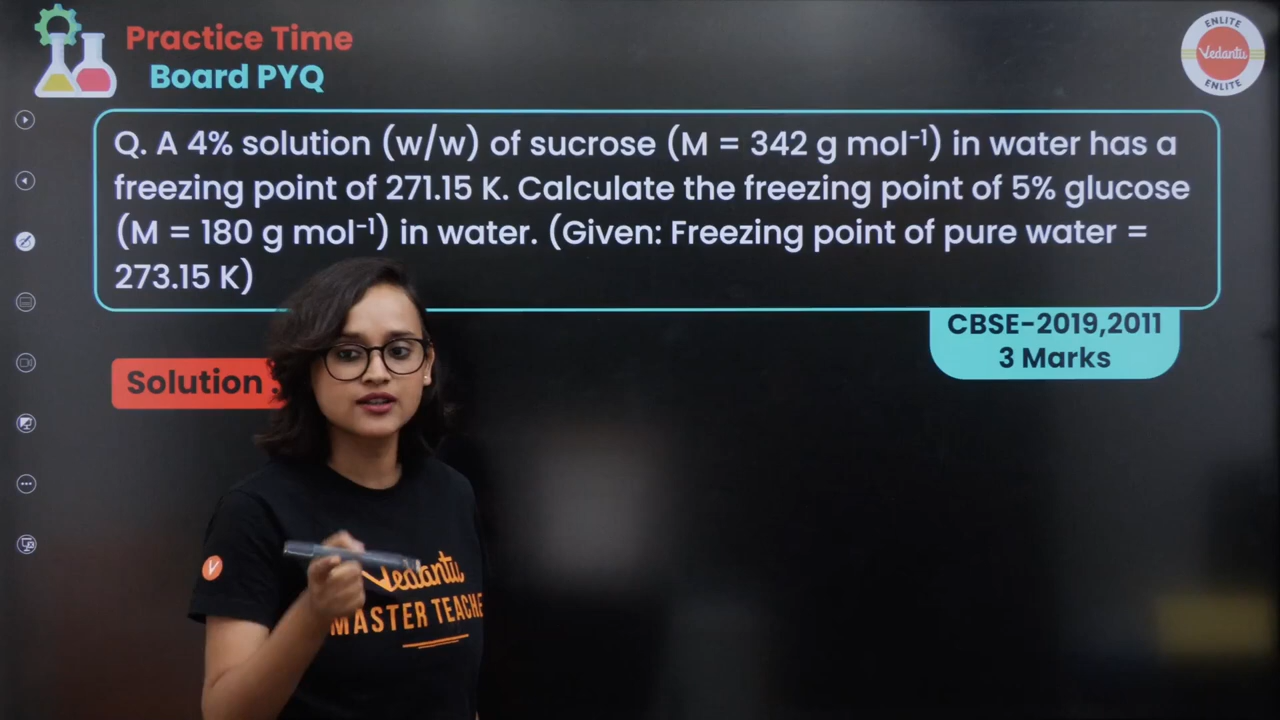 Practice Time
Board PYQ
ENLITE
Vedantu
ENLITE
Q. A 4% solution (w/w) of sucrose (M = 342 g mol⁻¹) in water has a
freezing point of 271.15 K. Calculate the freezing point of 5% glucose
(M = 180 g mol⁻¹) in water. (Given: Freezing point of pure water =
273.15 K)
CBSE-2019,2011
3 Marks
Solution :
V
Vedantu
MASTER TEACHE